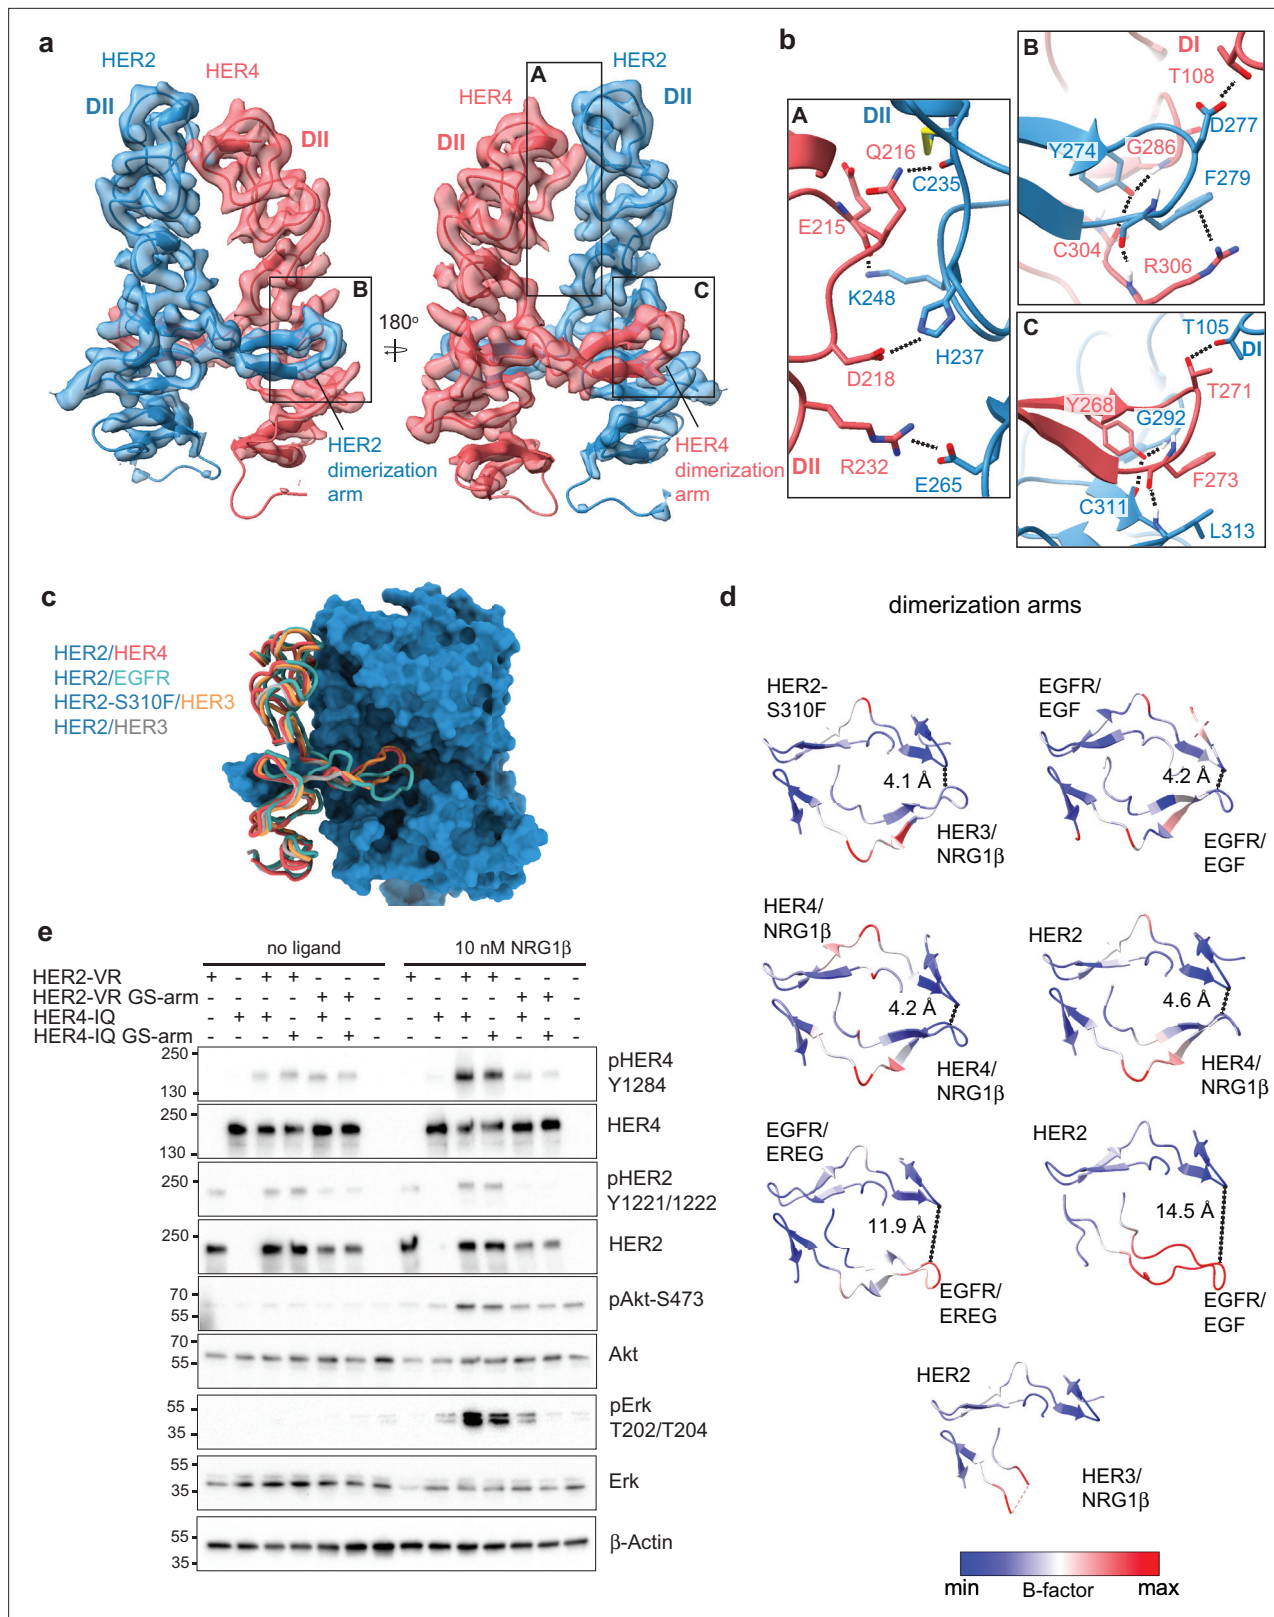 a
HER2
HER4
DII
DII
B
HER2
dimerization
arm
180º
A
HER2
HER4
DII
DII
C
HER4
dimerization
arm
b
A
DII
Q216
C235
E215
K248
H237
D218
R232
DII
E265
B
DI
T108
D277
Y274
G286
F279
C304
R306
C
T105
DI
T271
Y268
G292
F273
C311
L313
c
HER2/HER4
HER2/EGFR
HER2-S310F/HER3
HER2/HER3
d
dimerization arms
HER2-
S310F
4.1 Å
HER3/
NRG1β
EGFR/
EGF
4.2 Å
EGFR/
EGF
HER4/
NRG1β
4.2 Å
HER4/
NRG1β
HER2
4.6 Å
HER4/
NRG1β
EGFR/
EREG
11.9 Å
EGFR/
EREG
HER2
14.5 Å
EGFR/
EGF
HER2
HER3/
NRG1β
min B-factor max
e
no ligand 10 nM NRG1β
HER2-VR + - + + - - - + - + + - - -
HER2-VR GS-arm - - - - + + - - - - - + + -
HER4-IQ - + + - + - - - + + - + - -
HER4-IQ GS-arm - - - + - + - - - - + - + -
250
130
pHER4
Y1284
250
130
HER4
250
pHER2
Y1221/1222
250
HER2
70
55
pAkt-S473
70
55
Akt
55
35
pErk
T202/T204
55
35
Erk
55
35
β-Actin